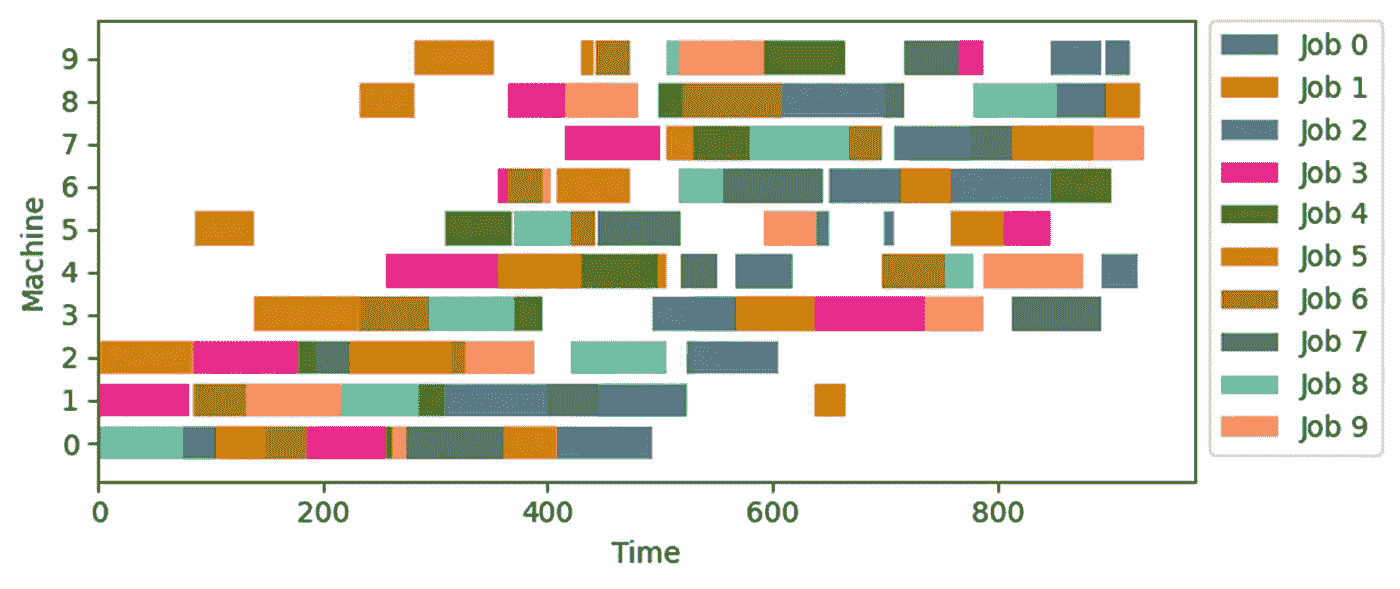 9
8
7
6
5
4
3
2
1
0
Machine
0 200 400 600 800
Time
Job 0
Job 1
Job 2
Job 3
Job 4
Job 5
Job 6
Job 7
Job 8
Job 9